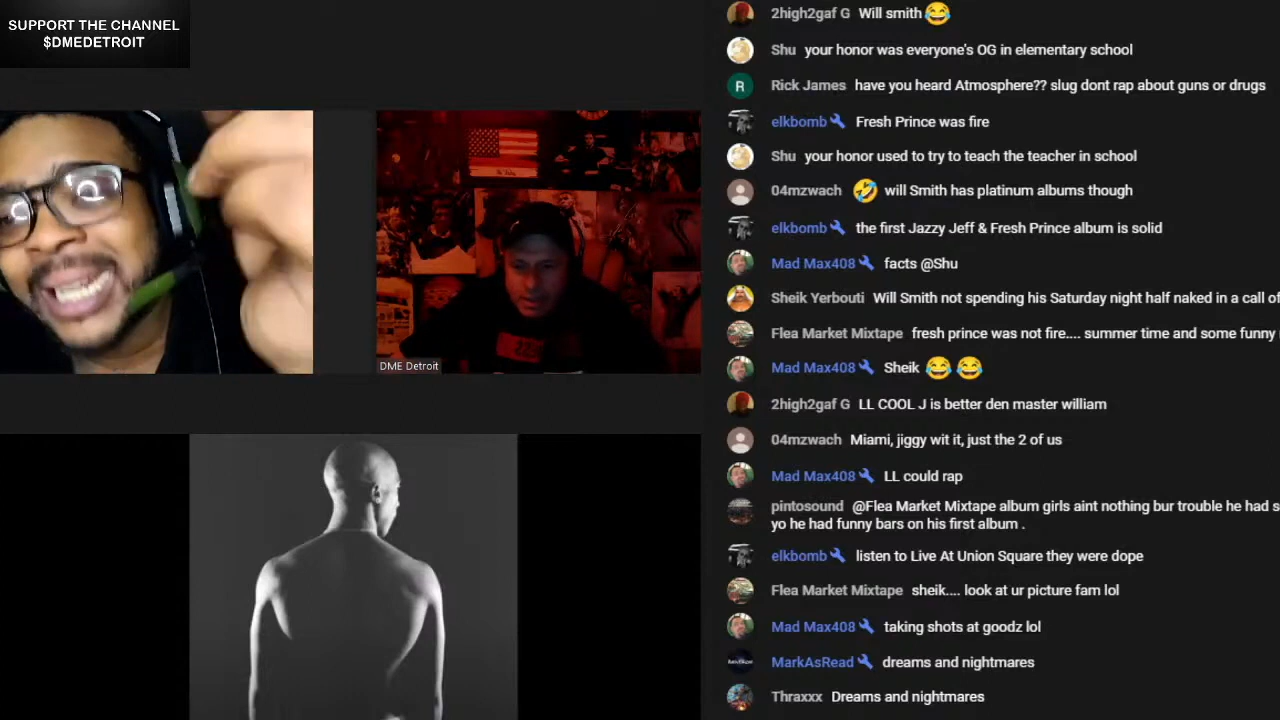 SUPPORT THE CHANNEL
$DMEDETROIT
DME Detroit
2high2gaf G Will smith😂
Shu your honor was everyone's OG in elementary school
R Rick James have you heard Atmosphere?? slug dont rap about guns or drugs
elkbomb Fresh Prince was fire
Shu your honor used to try to teach the teacher in school
04mzwach 🤣 will Smith has platinum albums though
elkbomb the first Jazzy Jeff & Fresh Prince album is solid
Mad Max408 facts @Shu
Sheik Yerbouti Will Smith not spending his Saturday night half naked in a call of
Flea Market Mixtape fresh prince was not fire.... summer time and some funny
Mad Max408 Sheik 😂 😂
2high2gaf G LL COOL J is better den master william
04mzwach Miami, jiggy wit it, just the 2 of us
Mad Max408 LL could rap
pintosound @Flea Market Mixtape album girls aint nothing bur trouble he had s
yo he had funny bars on his first album .
elkbomb listen to Live At Union Square they were dope
Flea Market Mixtape sheik.... look at ur picture fam lol
Mad Max408 taking shots at goodz lol
MarkAsRead dreams and nightmares
Thraxxx Dreams and nightmares